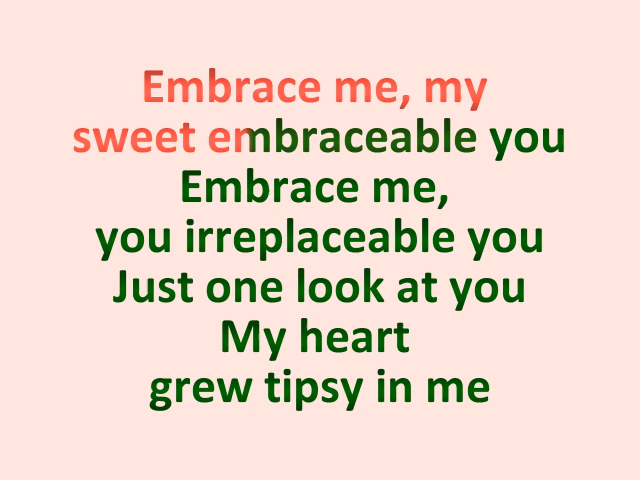 Embrace me, my
sweet embraceable you
Embrace me,
you irreplaceable you
Just one look at you
My heart
grew tipsy in me